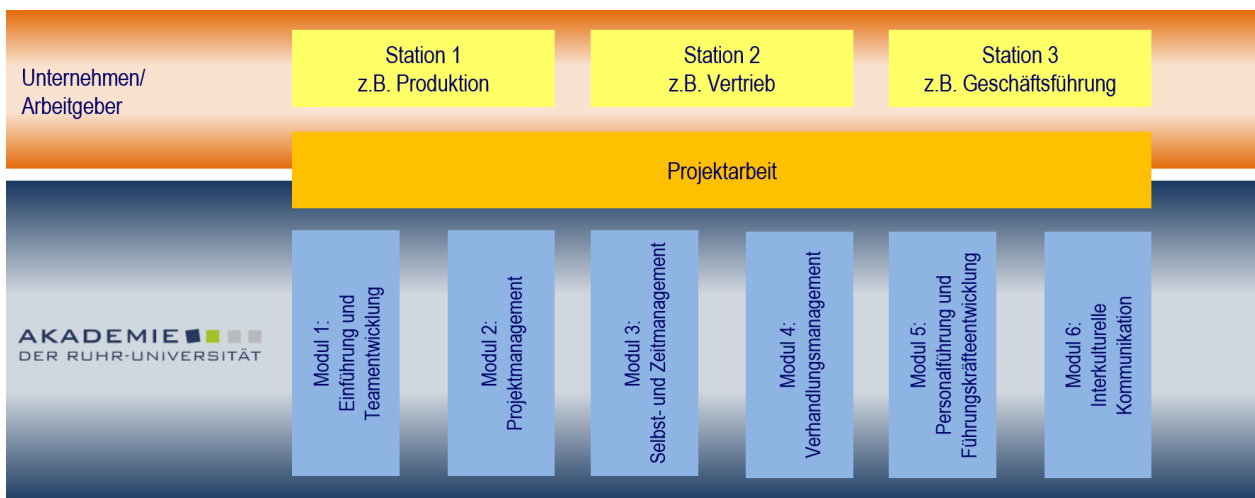 Unternehmen/
Arbeitgeber
Station 1
z.B. Produktion
Station 2
z.B. Vertrieb
Station 3
z.B. Geschäftsführung
Projektarbeit
AKADEMIE
DER RUHR-UNIVERSITÄT
Modul 1:
Einführung und
Teamentwicklung
Modul 2:
Projektmanagement
Modul 3:
Selbst- und Zeitmanagement
Modul 4:
Verhandlungsmanagement
Modul 5:
Personalführung und
Führungskräfteentwicklung
Modul 6:
Interkulturelle
Kommunikation